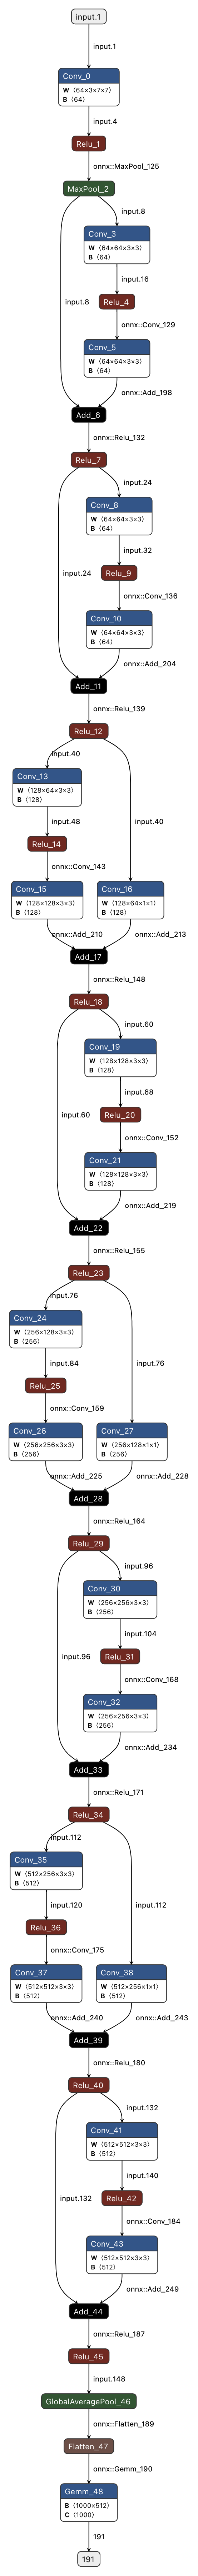 input.1
input.1
Conv_0
W ⟨64×3×7×7⟩
B ⟨64⟩
input.4
Relu_1
onnx::MaxPool_125
MaxPool_2
input.8
Conv_3
W ⟨64×64×3×3⟩
B ⟨64⟩
input.16
input.8
Relu_4
onnx::Conv_129
Conv_5
W ⟨64×64×3×3⟩
B ⟨64⟩
onnx::Add_198
Add_6
onnx::Relu_132
Relu_7
input.24
Conv_8
W ⟨64×64×3×3⟩
B ⟨64⟩
input.32
input.24
Relu_9
onnx::Conv_136
Conv_10
W ⟨64×64×3×3⟩
B ⟨64⟩
onnx::Add_204
Add_11
onnx::Relu_139
Relu_12
input.40
Conv_13
W ⟨128×64×3×3⟩
B ⟨128⟩
input.48
input.40
Relu_14
onnx::Conv_143
Conv_15
W ⟨128×128×3×3⟩
B ⟨128⟩
Conv_16
W ⟨128×64×1×1⟩
B ⟨128⟩
onnx::Add_210
onnx::Add_213
Add_17
onnx::Relu_148
Relu_18
input.60
Conv_19
W ⟨128×128×3×3⟩
B ⟨128⟩
input.68
input.60
Relu_20
onnx::Conv_152
Conv_21
W ⟨128×128×3×3⟩
B ⟨128⟩
onnx::Add_219
Add_22
onnx::Relu_155
Relu_23
input.76
Conv_24
W ⟨256×128×3×3⟩
B ⟨256⟩
input.84
input.76
Relu_25
onnx::Conv_159
Conv_26
W ⟨256×256×3×3⟩
B ⟨256⟩
Conv_27
W ⟨256×128×1×1⟩
B ⟨256⟩
onnx::Add_225
onnx::Add_228
Add_28
onnx::Relu_164
Relu_29
input.96
Conv_30
W ⟨256×256×3×3⟩
B ⟨256⟩
input.104
input.96
Relu_31
onnx::Conv_168
Conv_32
W ⟨256×256×3×3⟩
B ⟨256⟩
onnx::Add_234
Add_33
onnx::Relu_171
Relu_34
input.112
Conv_35
W ⟨512×256×3×3⟩
B ⟨512⟩
input.120
input.112
Relu_36
onnx::Conv_175
Conv_37
W ⟨512×512×3×3⟩
B ⟨512⟩
Conv_38
W ⟨512×256×1×1⟩
B ⟨512⟩
onnx::Add_240
onnx::Add_243
Add_39
onnx::Relu_180
Relu_40
input.132
Conv_41
W ⟨512×512×3×3⟩
B ⟨512⟩
input.140
input.132
Relu_42
onnx::Conv_184
Conv_43
W ⟨512×512×3×3⟩
B ⟨512⟩
onnx::Add_249
Add_44
onnx::Relu_187
Relu_45
input.148
GlobalAveragePool_46
onnx::Flatten_189
Flatten_47
onnx::Gemm_190
Gemm_48
B ⟨1000×512⟩
C ⟨1000⟩
191
191